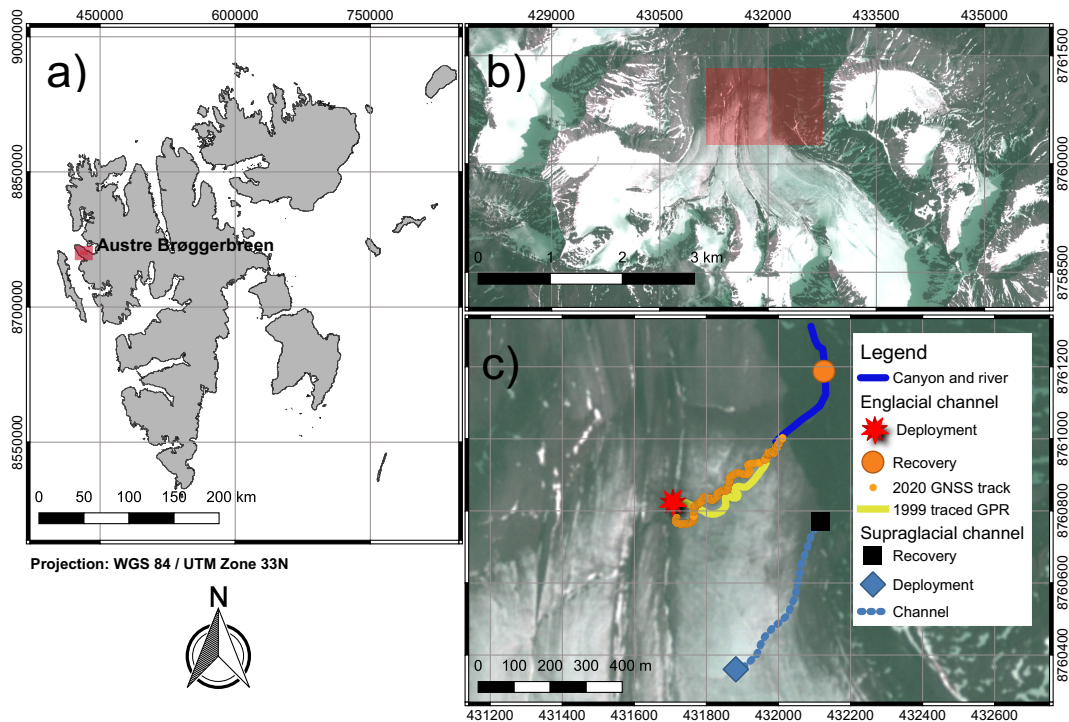 450000 600000 750000
9000000
8850000
8700000
8550000
a)
Austre Brøggerbreen
0 50 100 150 200 km
Projection: WGS 84 / UTM Zone 33N
N
429000 430500 432000 433500 435000
8761500
8760000
8758500
b)
0 1 2 3 km
c)
Legend
Canyon and river
Englacial channel
Deployment
Recovery
2020 GNSS track
1999 traced GPR
Supraglacial channel
Recovery
Deployment
Channel
8761200
8761000
8760800
8760600
8760400
0 100 200 300 400 m
431200 431400 431600 431800 432000 432200 432400 432600